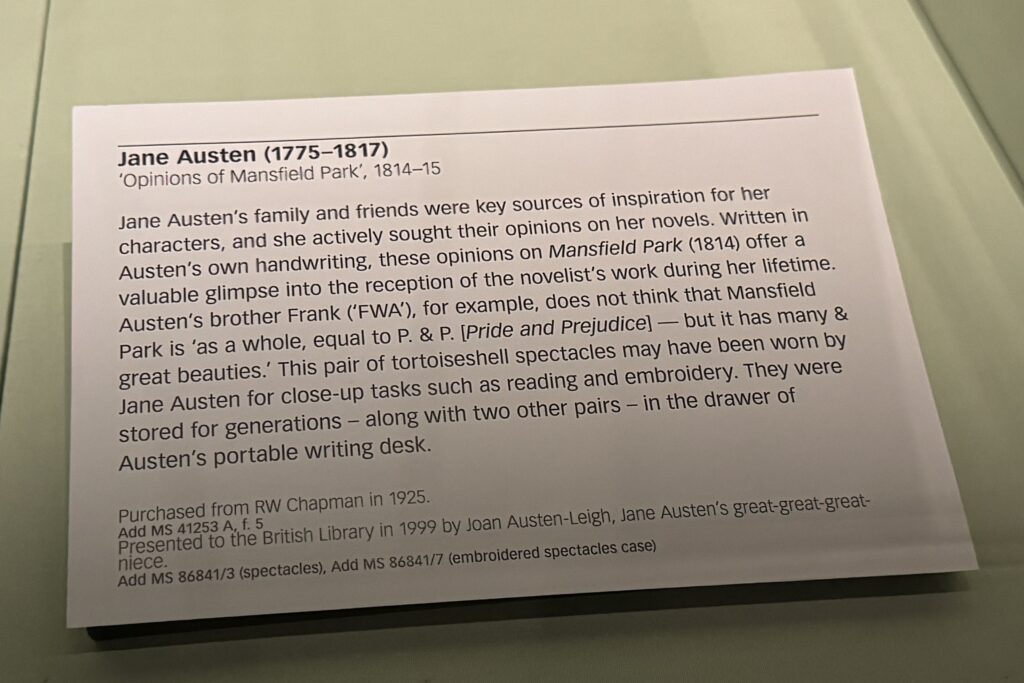 Jane Austen (1775–1817)
‘Opinions of Mansfield Park’, 1814–15
Jane Austen’s family and friends were key sources of inspiration for her
characters, and she actively sought their opinions on her novels. Written in
Austen’s own handwriting, these opinions on Mansfield Park (1814) offer a
valuable glimpse into the reception of the novelist’s work during her lifetime.
Austen’s brother Frank (‘FWA’), for example, does not think that Mansfield
Park is ‘as a whole, equal to P. & P. [Pride and Prejudice] — but it has many &
great beauties.’ This pair of tortoiseshell spectacles may have been worn by
Jane Austen for close-up tasks such as reading and embroidery. They were
stored for generations – along with two other pairs – in the drawer of
Austen’s portable writing desk.
Purchased from RW Chapman in 1925.
Add MS 41253 A, f. 5
Presented to the British Library in 1999 by Joan Austen-Leigh, Jane Austen’s great-great-great-
niece.
Add MS 86841/3 (spectacles), Add MS 86841/7 (embroidered spectacles case)